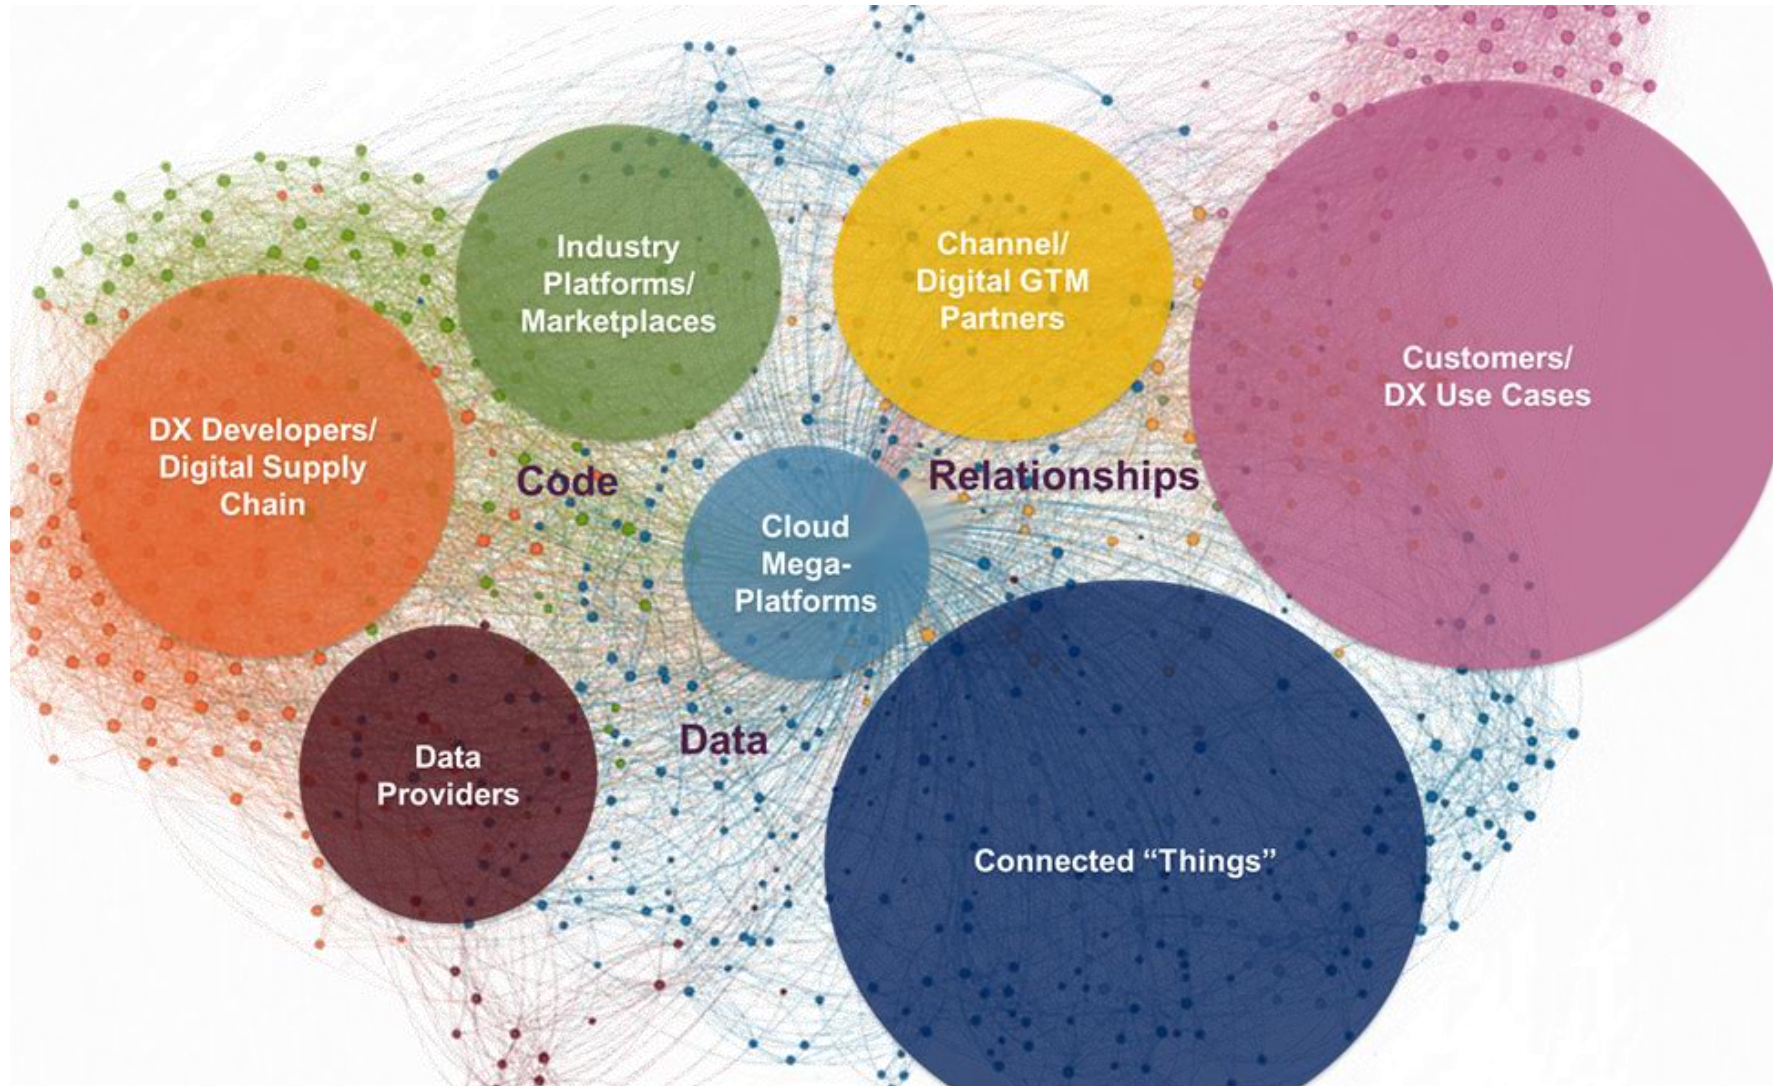 Industry
Platforms/
Marketplaces
Channel/
Digital GTM
Partners
Customers/
DX Use Cases
DX Developers/
Digital Supply
Chain
Code
Relationships
Cloud
Mega-
Platforms
Data
Data
Providers
Connected “Things”